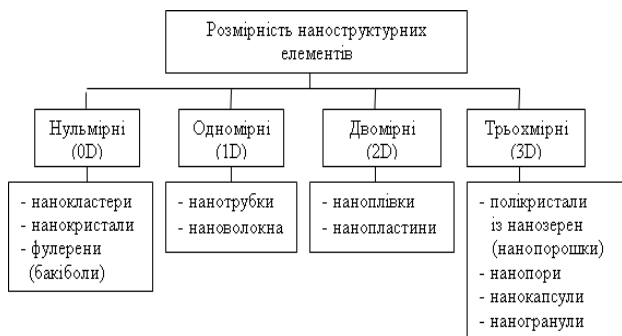 Розмірність наноструктурних
елементів
Нульмірні
(0D)
Одномірні
(1D)
Двомірні
(2D)
Трьохмірні
(3D)
- нанокластери
- нанокристали
- фулерени
(бакіболи)
- нанотрубки
- нановолокна
- наноплівки
- нанопластини
- полікристали
із нанозерен
(нанопорошки)
- нанопори
- нанокапсули
- наногранули